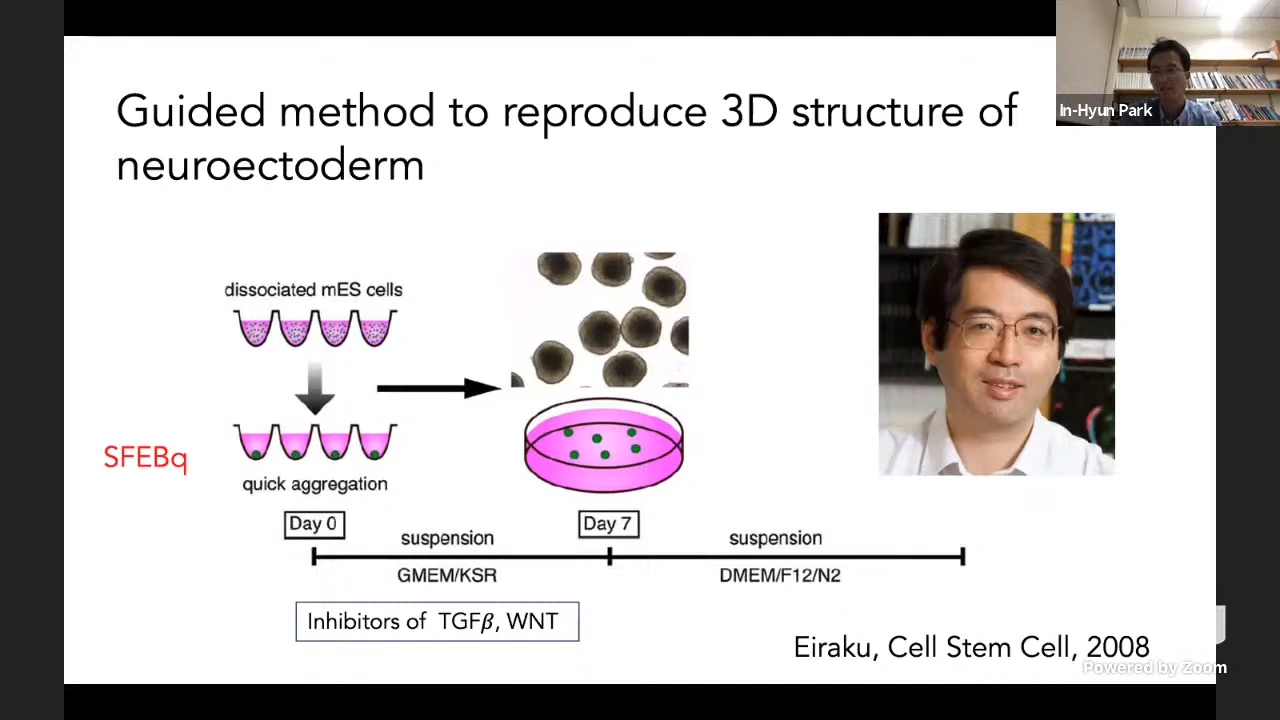 Guided method to reproduce 3D structure of
neuroectoderm
In-Hyun Park
dissociated mES cells
SFEBq
quick aggregation
Day 0
Day 7
suspension
suspension
GMEM/KSR
DMEM/F12/N2
Inhibitors of TGFβ, WNT
Eiraku, Cell Stem Cell, 2008
Powered by Zoom